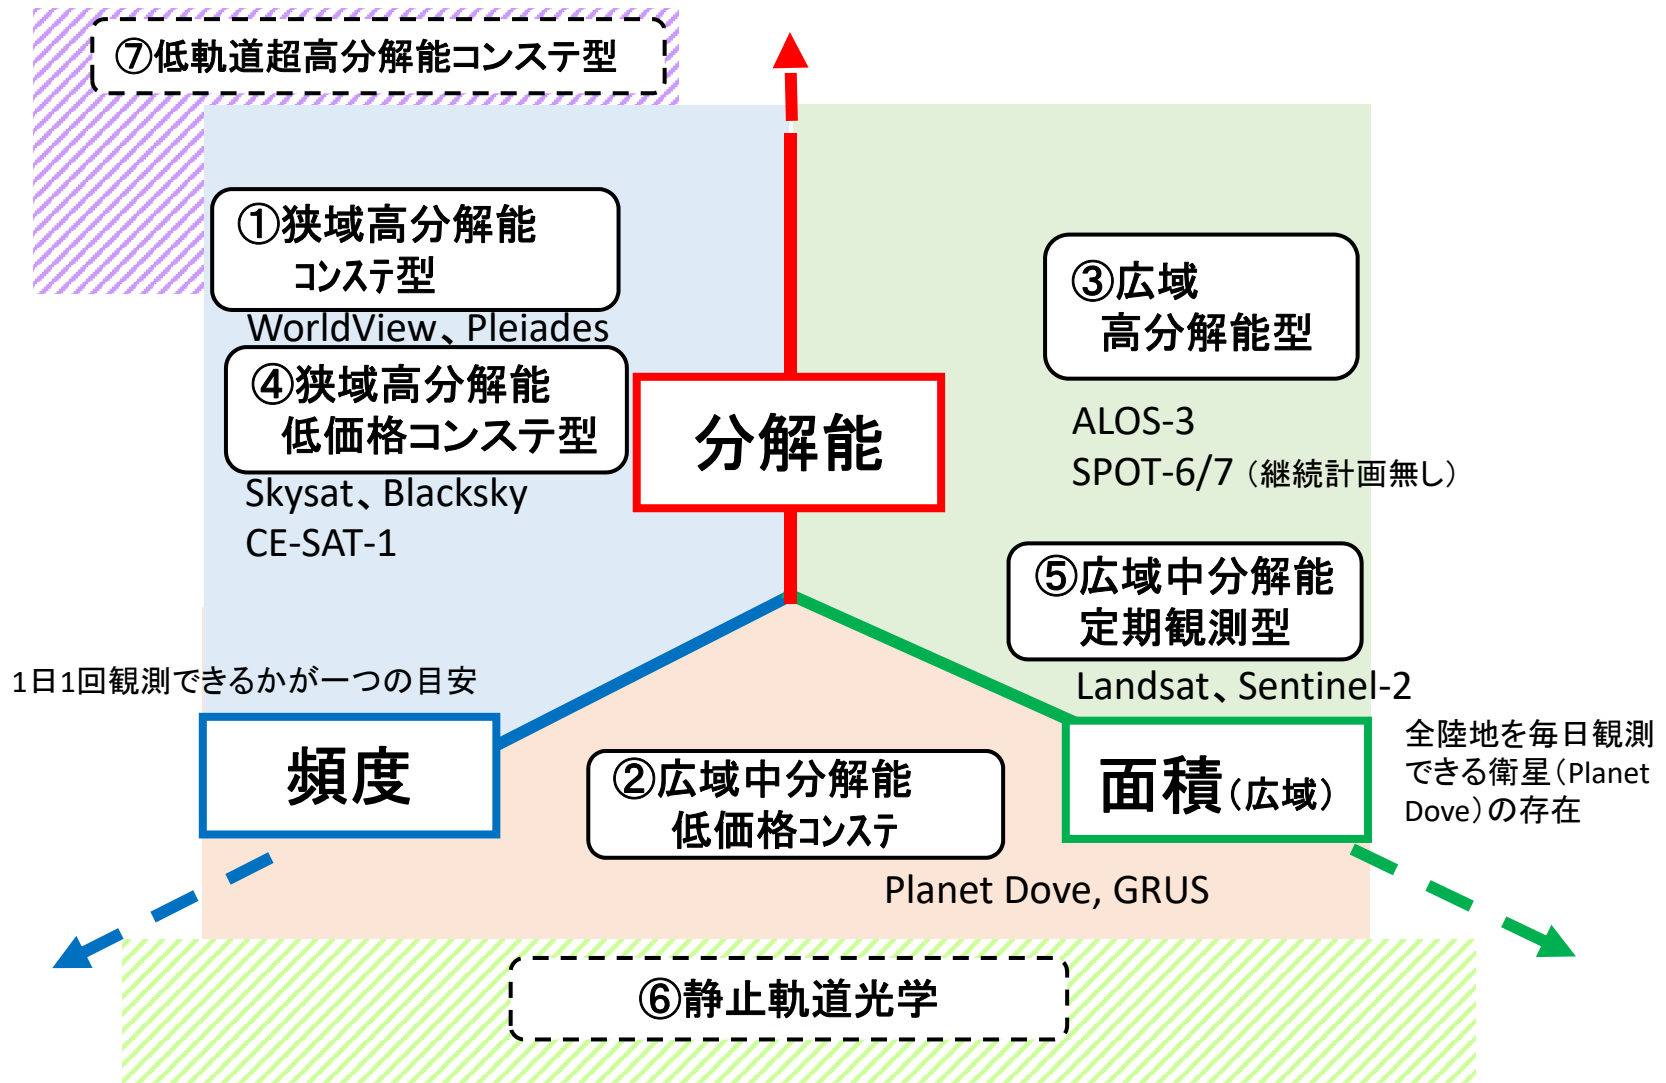 ⑦低軌道超高分解能コンステ型
①狭域高分解能
コンステ型
WorldView、Pleiades
④狭域高分解能
低価格コンステ型
Skysat、Blacksky
CE-SAT-1
分解能
③広域
高分解能型
ALOS-3
SPOT-6/7（継続計画無し）
⑤広域中分解能
定期観測型
Landsat、Sentinel-2
1日1回観測できるかが一つの目安
頻度
②広域中分解能
低価格コンステ
Planet Dove, GRUS
面積（広域）
全陸地を毎日観測
できる衛星（Planet
Dove）の存在
⑥静止軌道光学